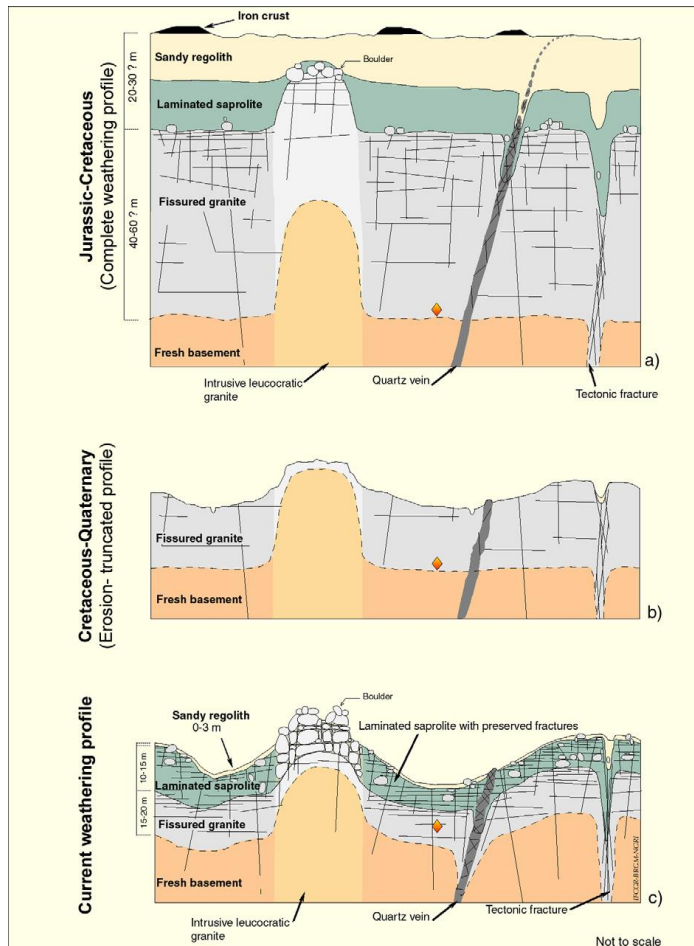 Iron crust
Sandy regolith
Boulder
Laminated saprolite
Fissured granite
Fresh basement
20-30 ? m
40-60 ? m
Jurassic-Cretaceous
(Complete weathering profile)
a)
Intrusive leucocratic
granite
Quartz vein
Tectonic fracture
Cretaceous-Quaternary
(Erosion- truncated profile)
Fissured granite
Fresh basement
b)
Current weathering profile
Boulder
Sandy regolith
0-3 m
Laminated saprolite with preserved fractures
10-15 m
Laminated saprolite
15-20 m
Fissured granite
Fresh basement
IFCGR-BRGM-NGRI
c)
Intrusive leucocratic
granite
Quartz vein
Tectonic fracture
Not to scale